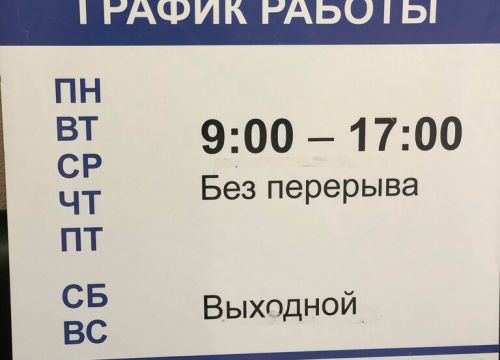 ГРАФИК РАБОТЫ
ПН
ВТ
СР
ЧТ
ПТ
9:00 – 17:00
Без перерыва
СБ
ВС
Выходной